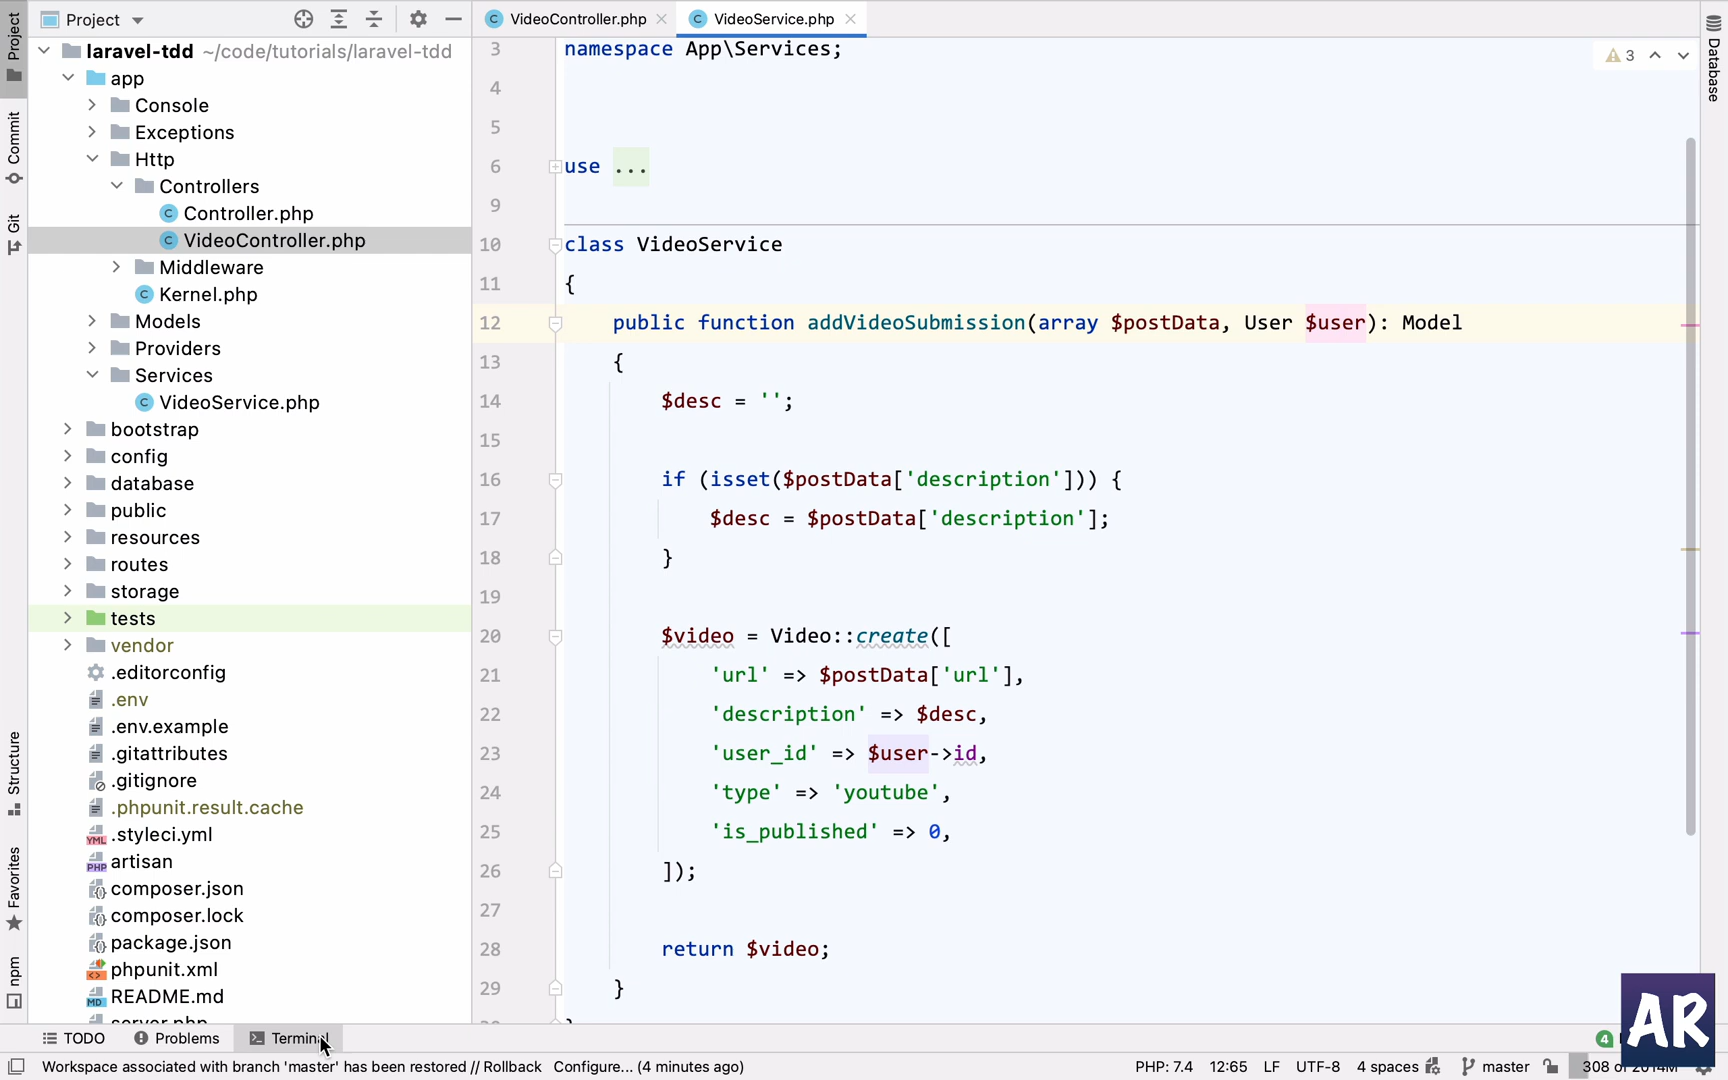 Project
VideoController.php
VideoService.php
Project
Commit
Git
Structure
Favorites
npm
laravel-tdd ~/code/tutorials/laravel-tdd
app
Console
Exceptions
Http
Controllers
Controller.php
VideoController.php
Middleware
Kernel.php
Models
Providers
Services
VideoService.php
bootstrap
config
database
public
resources
routes
storage
tests
vendor
.editorconfig
.env
.env.example
.gitattributes
.gitignore
.phpunit.result.cache
.styleci.yml
artisan
composer.json
composer.lock
package.json
phpunit.xml
README.md
server.php
3 namespace App\Services;
4
5
6 use ...
9
10 class VideoService
11 {
12 public function addVideoSubmission(array $postData, User $user): Model
13 {
14 $desc = '';
15
16 if (isset($postData['description'])) {
17 $desc = $postData['description'];
18 }
19
20 $video = Video::create([
21 'url' => $postData['url'],
22 'description' => $desc,
23 'user_id' => $user->id,
24 'type' => 'youtube',
25 'is_published' => 0,
26 ]);
27
28 return $video;
29 }
3
Database
TODO
Problems
Terminal
4
AR
Workspace associated with branch 'master' has been restored // Rollback Configure... (4 minutes ago)
PHP: 7.4 12:65 LF UTF-8 4 spaces master 308 of 2014M